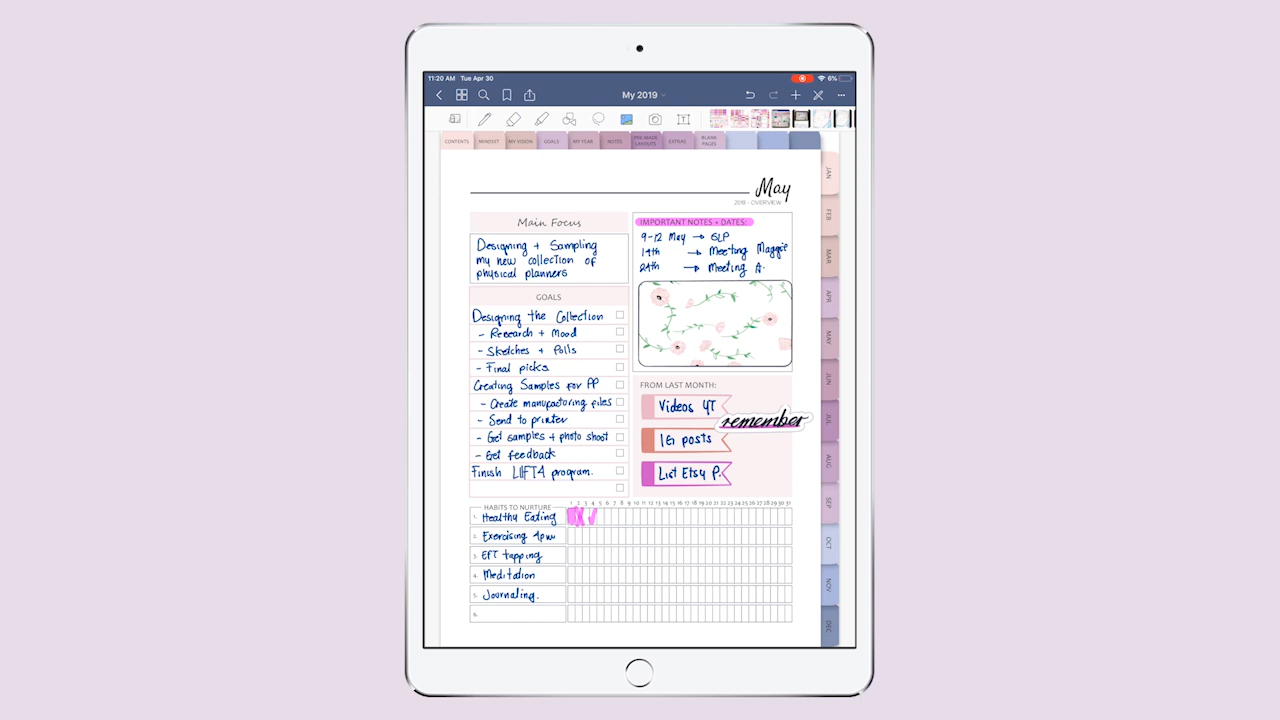 11:20 AM Tue Apr 30
6%
My 2019
CONTENTS
MINDSET
MY VISION
GOALS
MY YEAR
NOTES
PRE-MADE LAYOUTS
EXTRAS
BLANK PAGES
May
2019 - OVERVIEW
Main Focus
Designing + Sampling
my new collection of
physical planners
GOALS
Designing the Collection
- Research + Mood
- Sketches + Polls
- Final picks
Creating Samples for PP
- Create manufacturing files
- Send to printer
- Get samples + photo shoot
- Get feedback
Finish LIFT4 program.
IMPORTANT NOTES + DATES:
9-12 May → SLP
14th → Meeting Maggie
24th → Meeting A.
FROM LAST MONTH:
Videos YT
remember
IG posts
List Etsy P.
HABITS TO NURTURE
1 2 3 4 5 6 7 8 9 10 11 12 13 14 15 16 17 18 19 20 21 22 23 24 25 26 27 28 29 30 31
1. Healthy Eating
2. Exercising 4pm
3. EFT tapping
4. Meditation
5. Journaling.
6.
JAN
FEB
MAR
APR
MAY
JUN
JUL
AUG
SEP
OCT
NOV
DEC